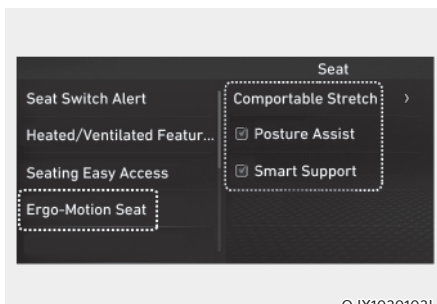 Seat
Seat Switch Alert
Heated/Ventilated Featur...
Seating Easy Access
Ergo-Motion Seat
Comportable Stretch >
Posture Assist
Smart Support